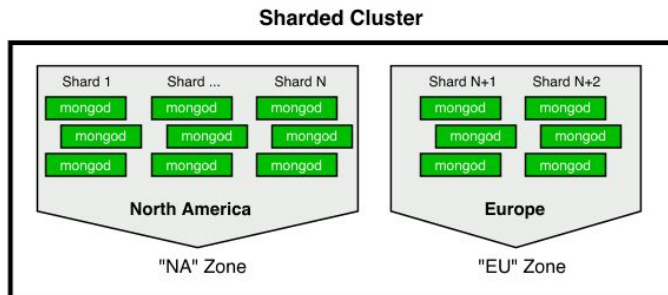 Sharded Cluster
Shard 1 Shard ... Shard N
mongod mongod mongod
mongod mongod mongod
mongod mongod mongod
North America
"NA" Zone
Shard N+1 Shard N+2
mongod mongod
mongod mongod
mongod mongod
Europe
"EU" Zone